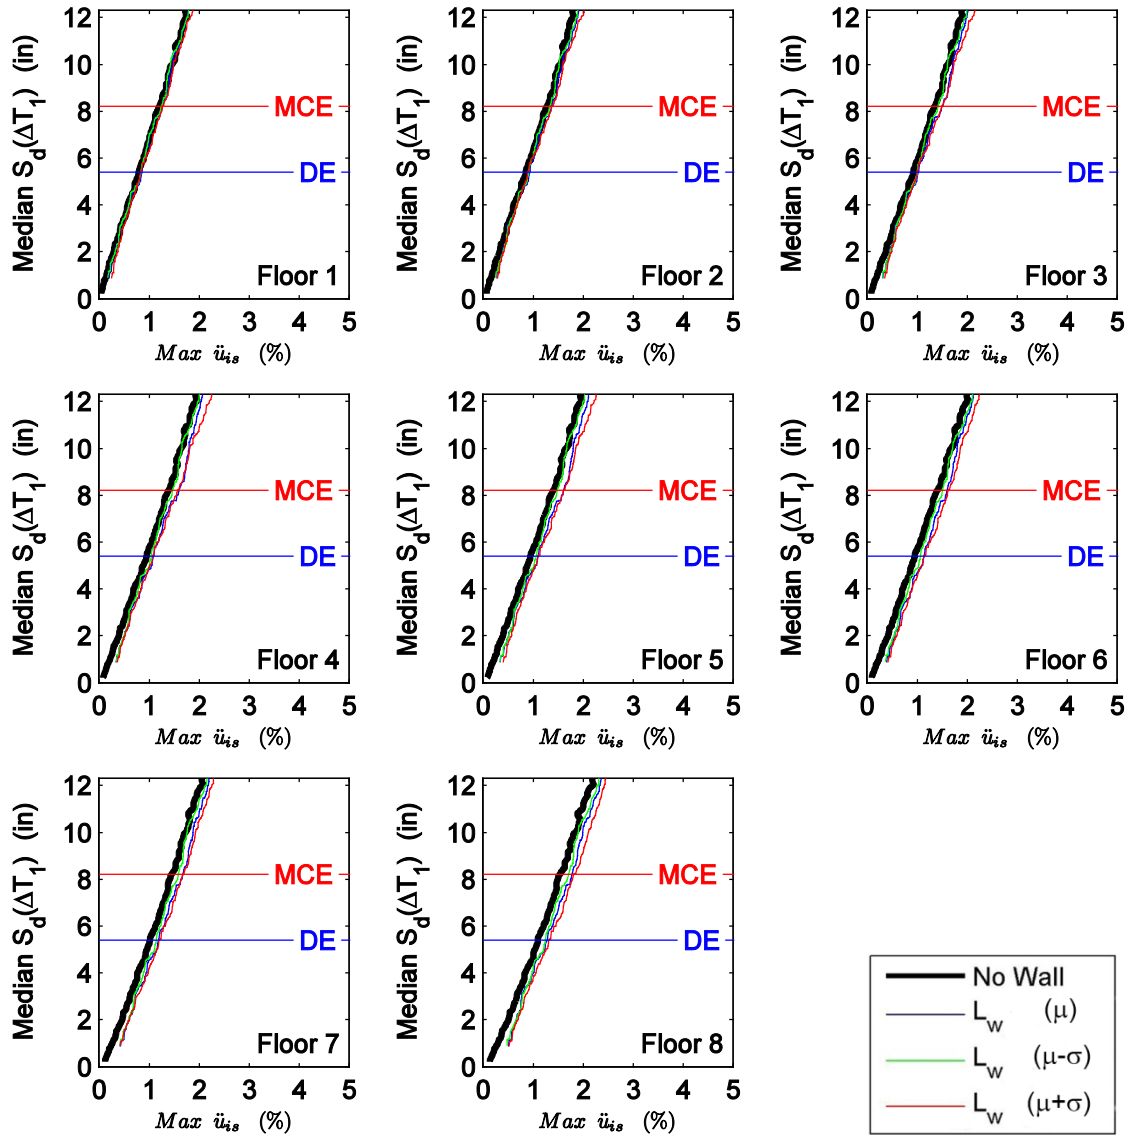 12
10
8
6
4
2
0
Median S_d(ΔT_1) (in)
MCE
DE
Floor 1
0 1 2 3 4 5
Max ü_is (%)
12
10
8
6
4
2
0
Median S_d(ΔT_1) (in)
MCE
DE
Floor 2
0 1 2 3 4 5
Max ü_is (%)
12
10
8
6
4
2
0
Median S_d(ΔT_1) (in)
MCE
DE
Floor 3
0 1 2 3 4 5
Max ü_is (%)
12
10
8
6
4
2
0
Median S_d(ΔT_1) (in)
MCE
DE
Floor 4
0 1 2 3 4 5
Max ü_is (%)
12
10
8
6
4
2
0
Median S_d(ΔT_1) (in)
MCE
DE
Floor 5
0 1 2 3 4 5
Max ü_is (%)
12
10
8
6
4
2
0
Median S_d(ΔT_1) (in)
MCE
DE
Floor 6
0 1 2 3 4 5
Max ü_is (%)
12
10
8
6
4
2
0
Median S_d(ΔT_1) (in)
MCE
DE
Floor 7
0 1 2 3 4 5
Max ü_is (%)
12
10
8
6
4
2
0
Median S_d(ΔT_1) (in)
MCE
DE
Floor 8
0 1 2 3 4 5
Max ü_is (%)
No Wall
L_w (μ)
L_w (μ-σ)
L_w (μ+σ)